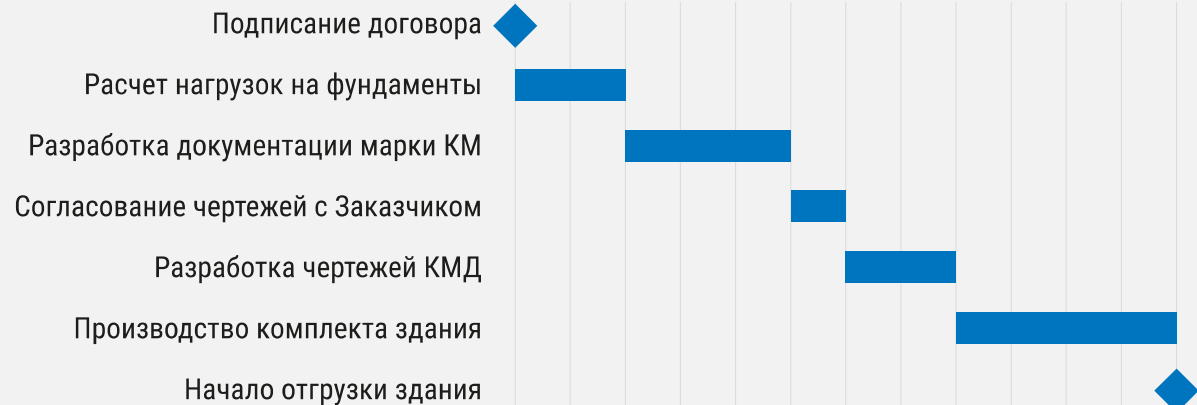 Подписание договора
Расчет нагрузок на фундаменты
Разработка документации марки КМ
Согласование чертежей с Заказчиком
Разработка чертежей КМД
Производство комплекта здания
Начало отгрузки здания